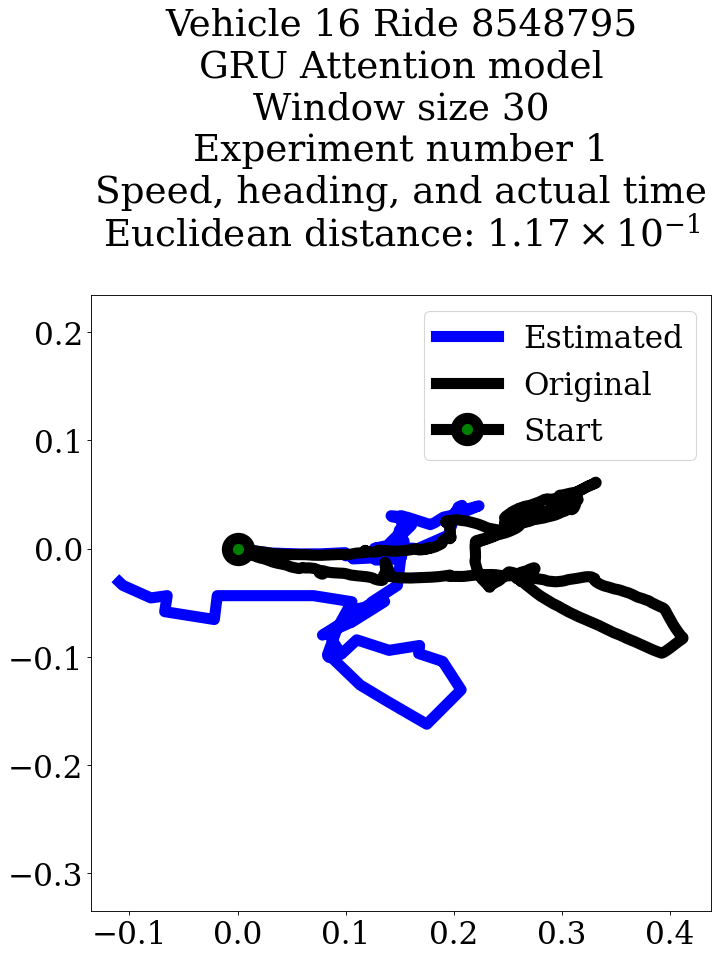 Vehicle 16 Ride 8548795
GRU Attention model
Window size 30
Experiment number 1
Speed, heading, and actual time
Euclidean distance: 1.17 × 10⁻¹
Estimated
Original
Start
0.2
0.1
0.0
−0.1
−0.2
−0.3
−0.1 0.0 0.1 0.2 0.3 0.4